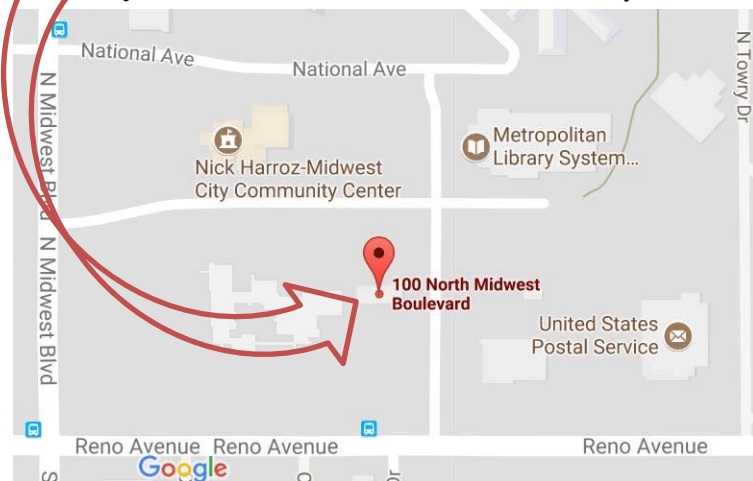 National Ave
National Ave
N Towry Dr
N Midwest Blvd
Nick Harroz-Midwest
City Community Center
Metropolitan
Library System...
N Midwest Blvd
100 North Midwest
Boulevard
United States
Postal Service
Reno Avenue
Reno Avenue
Reno Avenue
Google